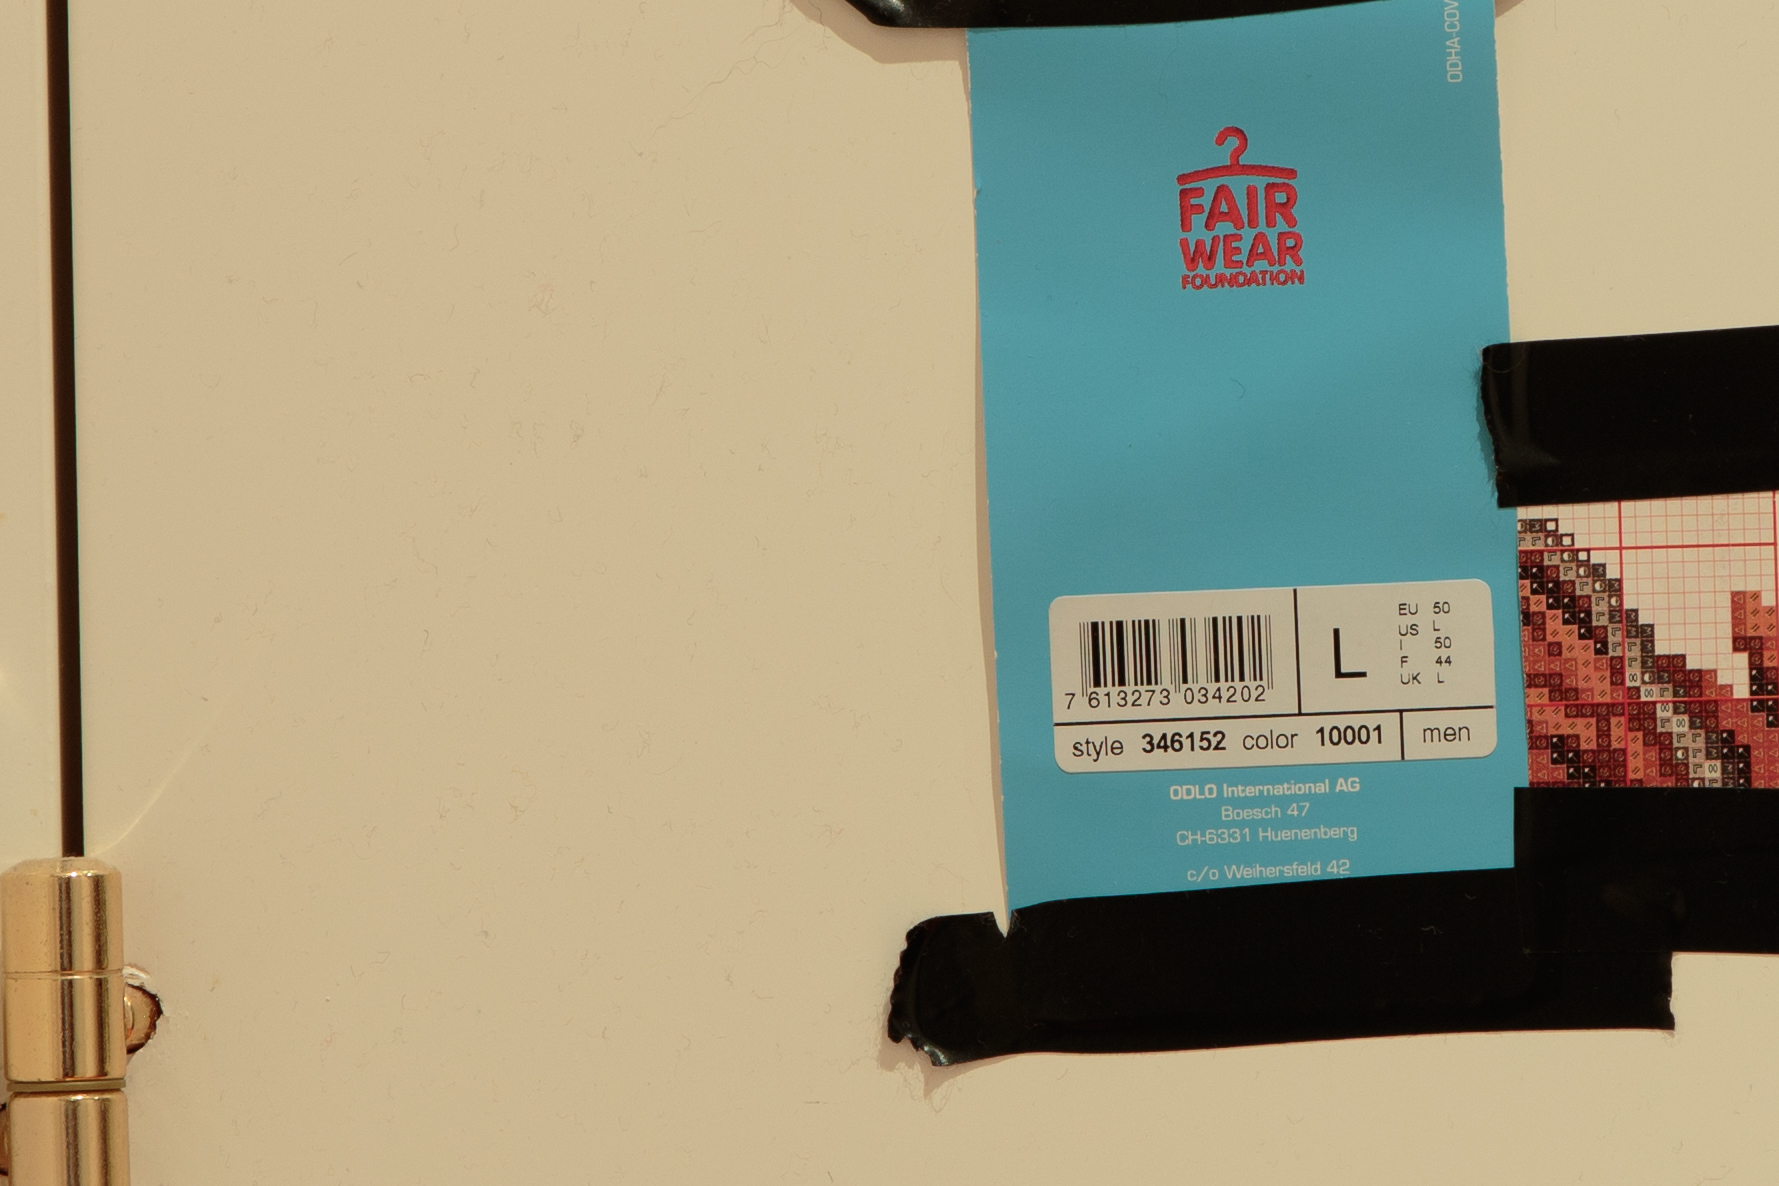 ODHA-COV
FAIR
WEAR
FOUNDATION
EU 50
US L
I 50
F 44
UK L
L
7 613273 034202
style 346152 color 10001 men
ODLO International AG
Boesch 47
CH-6331 Huenenberg
c/o Weihersfeld 42